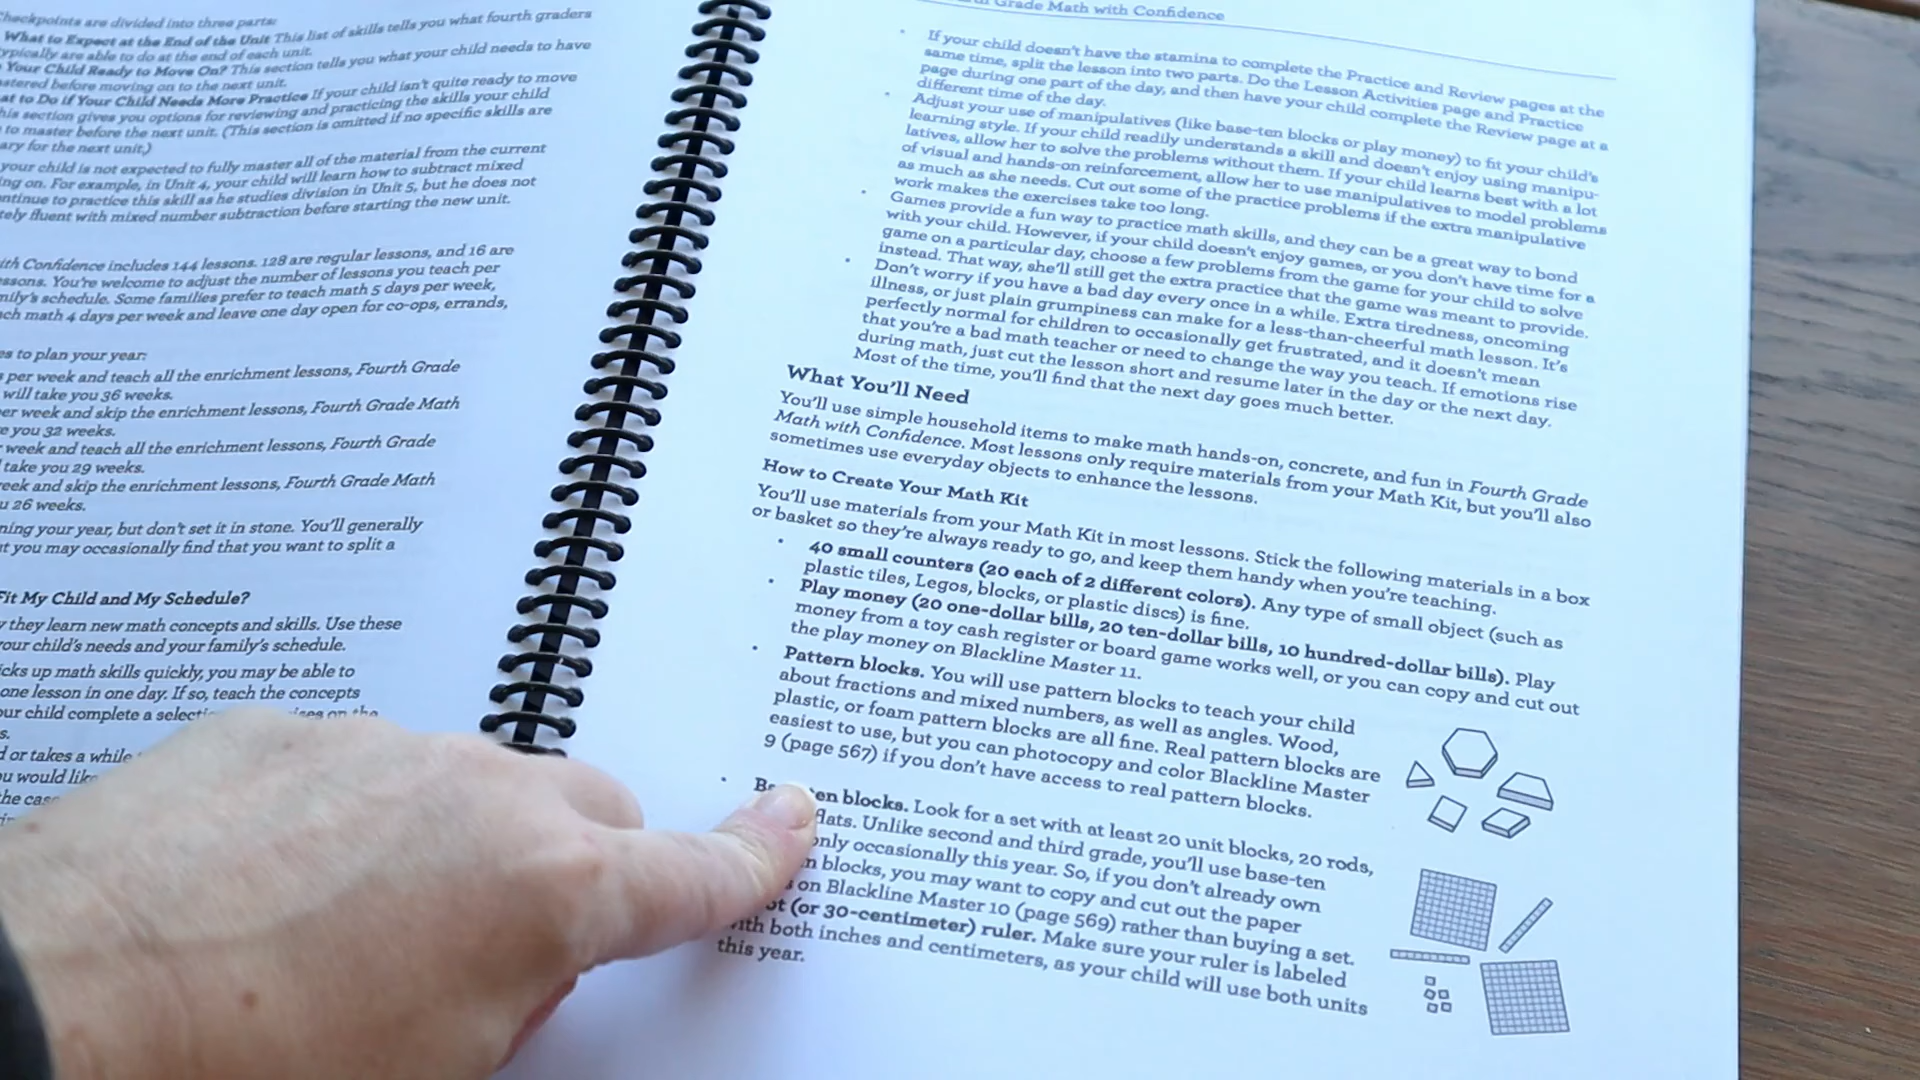 Checkpoints are divided into three parts:
What to Expect at the End of the Unit This list of skills tells you what fourth graders
typically are able to do at the end of each unit.
Your Child Ready to Move On? This section tells you what your child needs to have
mastered before moving on to the next unit.
to Do if Your Child Needs More Practice If your child isn't quite ready to move
this section gives you options for reviewing and practicing the skills your child
to master before the next unit. (This section is omitted if no specific skills are
for the next unit.)
your child is not expected to fully master all of the material from the current
on. For example, in Unit 4, your child will learn how to subtract mixed
continue to practice this skill as he studies division in Unit 5, but he does not
fluent with mixed number subtraction before starting the new unit.
with Confidence includes 144 lessons. 128 are regular lessons, and 16 are
You're welcome to adjust the number of lessons you teach per
schedule. Some families prefer to teach math 5 days per week,
math 4 days per week and leave one day open for co-ops, errands,
to plan your year:
per week and teach all the enrichment lessons, Fourth Grade
will take you 36 weeks.
per week and skip the enrichment lessons, Fourth Grade Math
you 32 weeks.
week and teach all the enrichment lessons, Fourth Grade
take you 29 weeks.
week and skip the enrichment lessons, Fourth Grade Math
26 weeks.
your year, but don't set it in stone. You'll generally
you may occasionally find that you want to split a
Fit My Child and My Schedule?
they learn new math concepts and skills. Use these
your child's needs and your family's schedule.
up math skills quickly, you may be able to
one lesson in one day. If so, teach the concepts
child complete a on the
or takes a while
would
the
Grade Math with Confidence
• If your child doesn't have the stamina to complete the Practice and Review pages at the
same time, split the lesson into two parts. Do the Lesson Activities page and Practice
page during one part of the day, and then have your child complete the Review page at a
different time of the day.
• Adjust your use of manipulatives (like base-ten blocks or play money) to fit your child's
learning style. If your child readily understands a skill and doesn't enjoy using manipu-
latives, allow her to solve the problems without them. If your child learns best with a lot
of visual and hands-on reinforcement, allow her to use manipulatives to model problems
as much as she needs. Cut out some of the practice problems if the extra manipulative
work makes the exercises take too long.
• Games provide a fun way to practice math skills, and they can be a great way to bond
with your child. However, if your child doesn't enjoy games, or you don't have time for a
game on a particular day, choose a few problems from the game for your child to solve
instead. That way, she'll still get the extra practice that the game was meant to provide.
• Don't worry if you have a bad day every once in a while. Extra tiredness, oncoming
illness, or just plain grumpiness can make for a less-than-cheerful math lesson. It's
perfectly normal for children to occasionally get frustrated, and it doesn't mean
that you're a bad math teacher or need to change the way you teach. If emotions rise
during math, just cut the lesson short and resume later in the day or the next day.
Most of the time, you'll find that the next day goes much better.
What You'll Need
You'll use simple household items to make math hands-on, concrete, and fun in Fourth Grade
Math with Confidence. Most lessons only require materials from your Math Kit, but you'll also
sometimes use everyday objects to enhance the lessons.
How to Create Your Math Kit
You'll use materials from your Math Kit in most lessons. Stick the following materials in a box
or basket so they're always ready to go, and keep them handy when you're teaching.
• 40 small counters (20 each of 2 different colors). Any type of small object (such as
plastic tiles, Legos, blocks, or plastic discs) is fine.
• Play money (20 one-dollar bills, 20 ten-dollar bills, 10 hundred-dollar bills). Play
money from a toy cash register or board game works well, or you can copy and cut out
the play money on Blackline Master 11.
• Pattern blocks. You will use pattern blocks to teach your child
about fractions and mixed numbers, as well as angles. Wood,
plastic, or foam pattern blocks are all fine. Real pattern blocks are
easiest to use, but you can photocopy and color Blackline Master
9 (page 567) if you don't have access to real pattern blocks.
• blocks. Look for a set with at least 20 unit blocks, 20 rods,
flats. Unlike second and third grade, you'll use base-ten
only occasionally this year. So, if you don't already own
blocks, you may want to copy and cut out the paper
on Blackline Master 10 (page 569) rather than buying a set.
(or 30-centimeter) ruler. Make sure your ruler is labeled
with both inches and centimeters, as your child will use both units
this year.